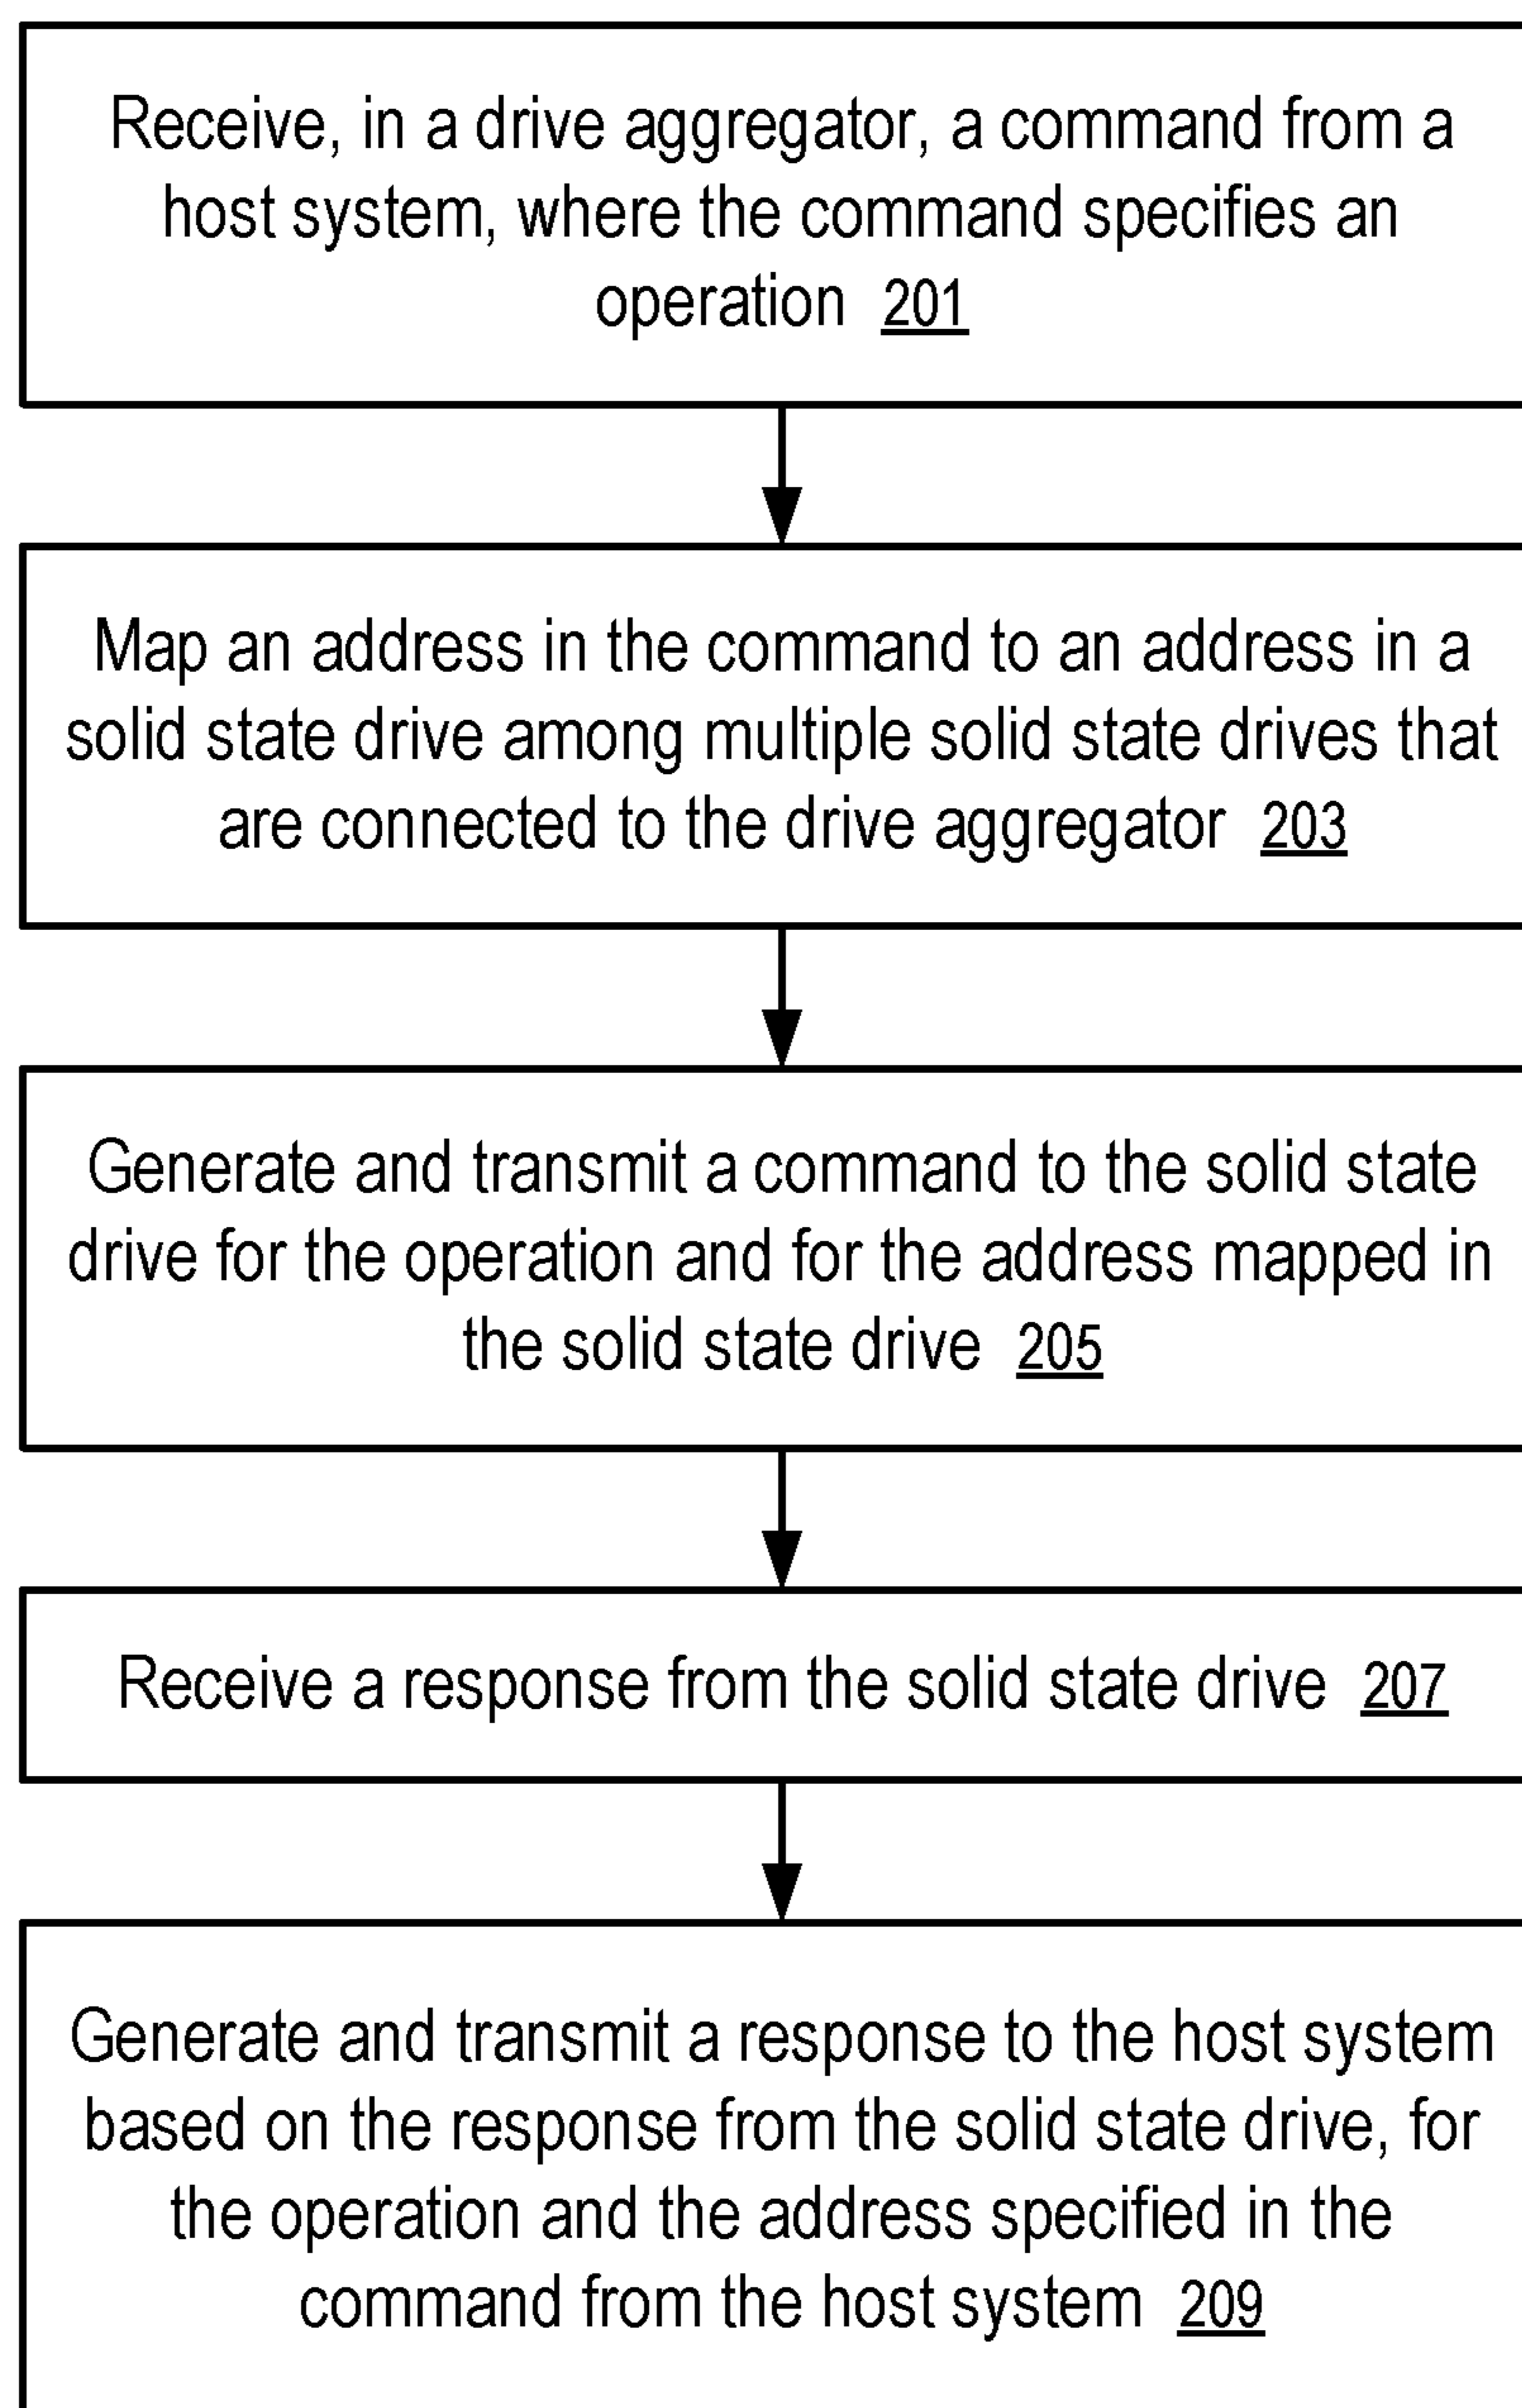 Receive, in a drive aggregator, a command from a
host system, where the command specifies an
operation 201
Map an address in the command to an address in a
solid state drive among multiple solid state drives that
are connected to the drive aggregator 203
Generate and transmit a command to the solid state
drive for the operation and for the address mapped in
the solid state drive 205
Receive a response from the solid state drive 207
Generate and transmit a response to the host system
based on the response from the solid state drive, for
the operation and the address specified in the
command from the host system 209